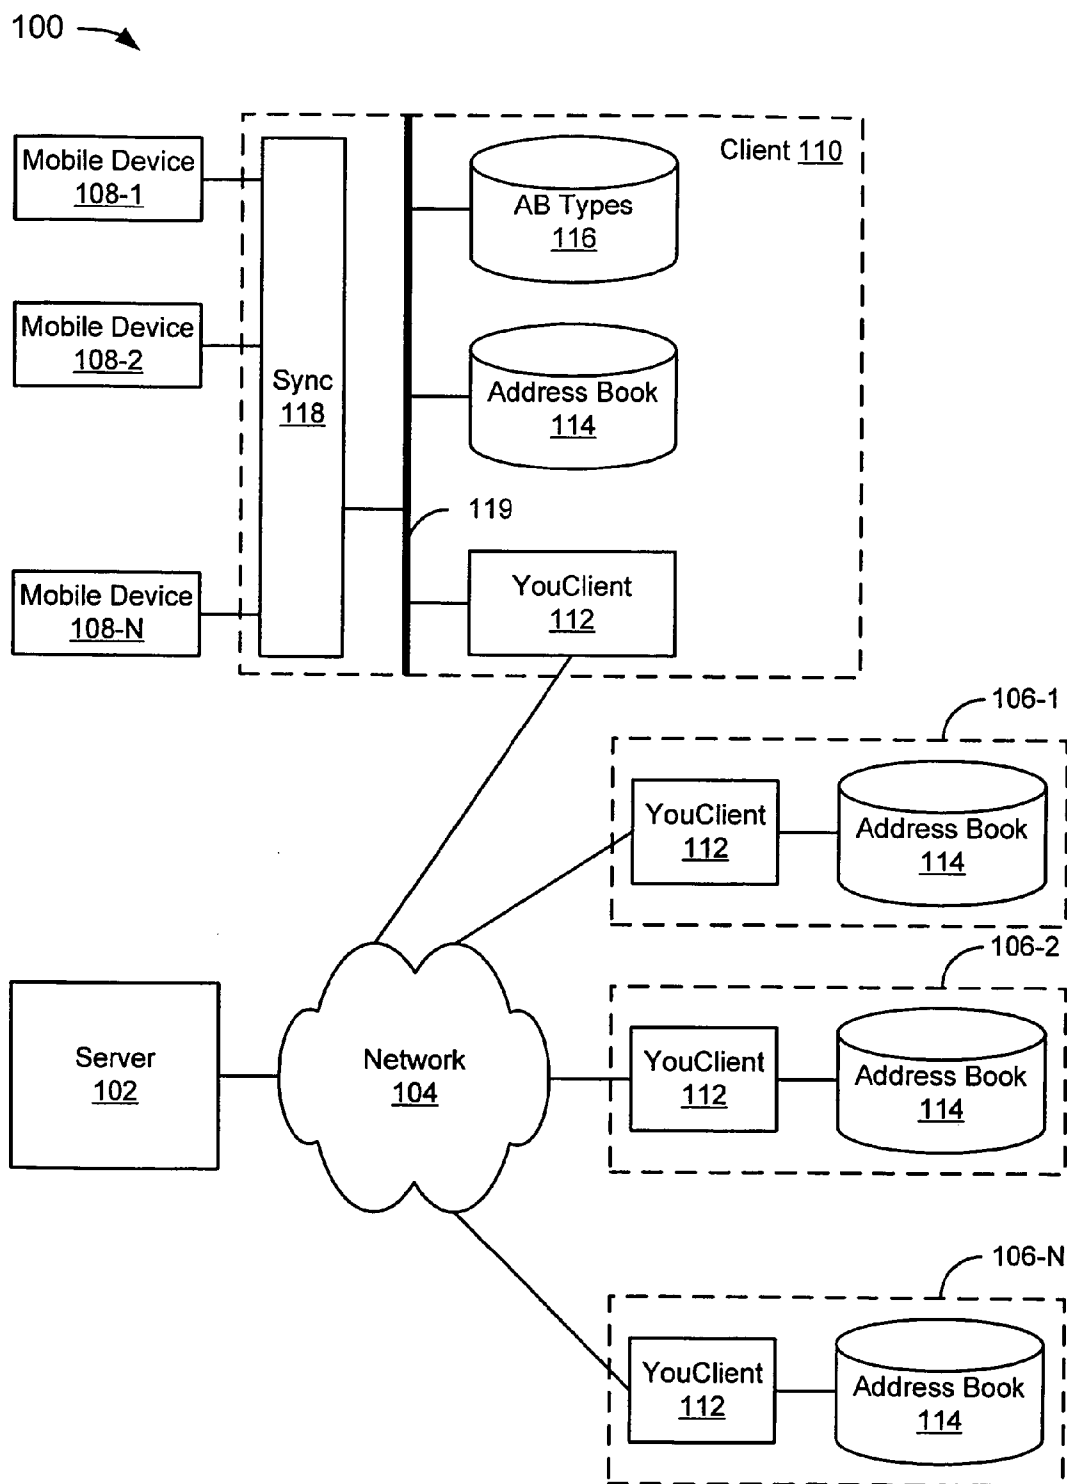 100
Mobile Device
108-1
Mobile Device
108-2
Mobile Device
108-N
Sync
118
Client 110
AB Types
116
Address Book
114
119
YouClient
112
106-1
YouClient
112
Address Book
114
106-2
YouClient
112
Address Book
114
Server
102
Network
104
106-N
YouClient
112
Address Book
114